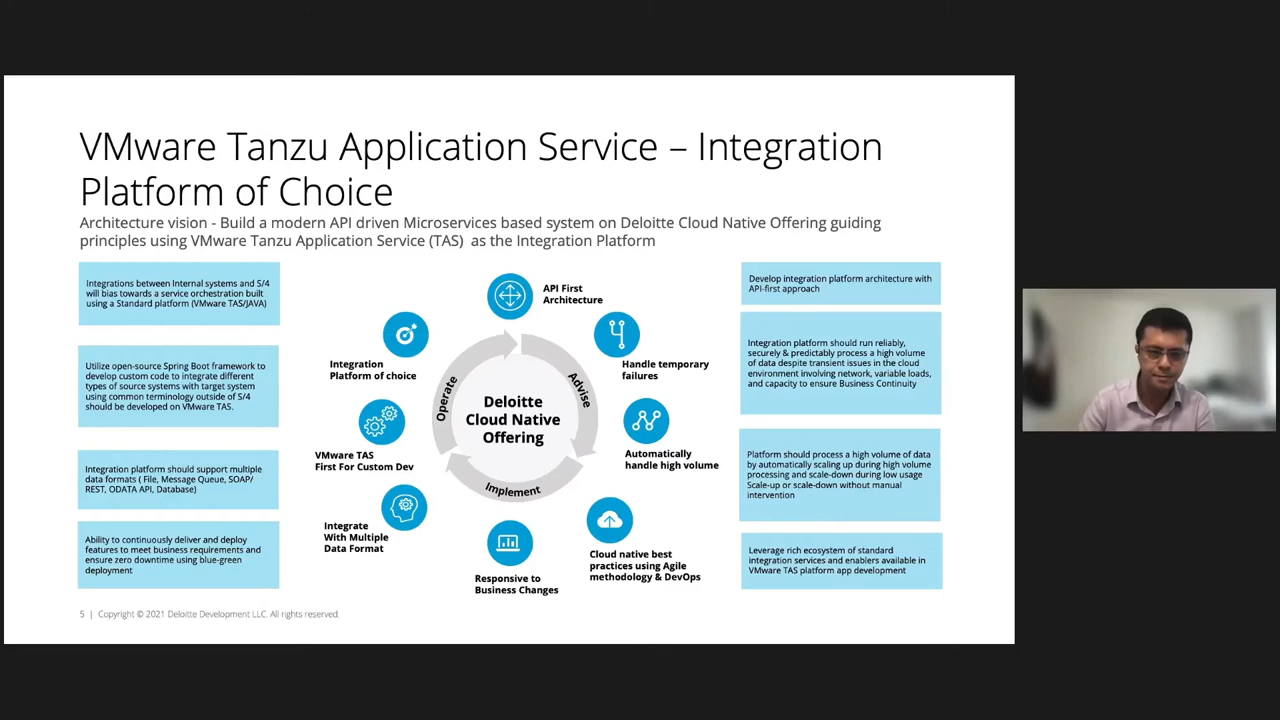 VMware Tanzu Application Service – Integration
Platform of Choice
Architecture vision - Build a modern API driven Microservices based system on Deloitte Cloud Native Offering guiding
principles using VMware Tanzu Application Service (TAS) as the Integration Platform
Integrations between Internal systems and S/4
will bias towards a service orchestration built
using a Standard platform (VMware TAS/JAVA)
Utilize open-source Spring Boot framework to
develop custom code to integrate different
types of source systems with target system
using common terminology outside of S/4
should be developed on VMware TAS.
Integration platform should support multiple
data formats ( File, Message Queue, SOAP/
REST, ODATA API, Database)
Ability to continuously deliver and deploy
features to meet business requirements and
ensure zero downtime using blue-green
deployment
API First
Architecture
Integration
Platform of choice
Handle temporary
failures
Operate
Advise
Implement
Deloitte
Cloud Native
Offering
VMware TAS
First For Custom Dev
Automatically
handle high volume
Integrate
With Multiple
Data Format
Responsive to
Business Changes
Cloud native best
practices using Agile
methodology & DevOps
Develop integration platform architecture with
API-first approach
Integration platform should run reliably,
securely & predictably process a high volume
of data despite transient issues in the cloud
environment involving network, variable loads,
and capacity to ensure Business Continuity
Platform should process a high volume of data
by automatically scaling up during high volume
processing and scale-down during low usage
Scale-up or scale-down without manual
intervention
Leverage rich ecosystem of standard
integration services and enablers available in
VMware TAS platform app development
5 | Copyright © 2021 Deloitte Development LLC. All rights reserved.